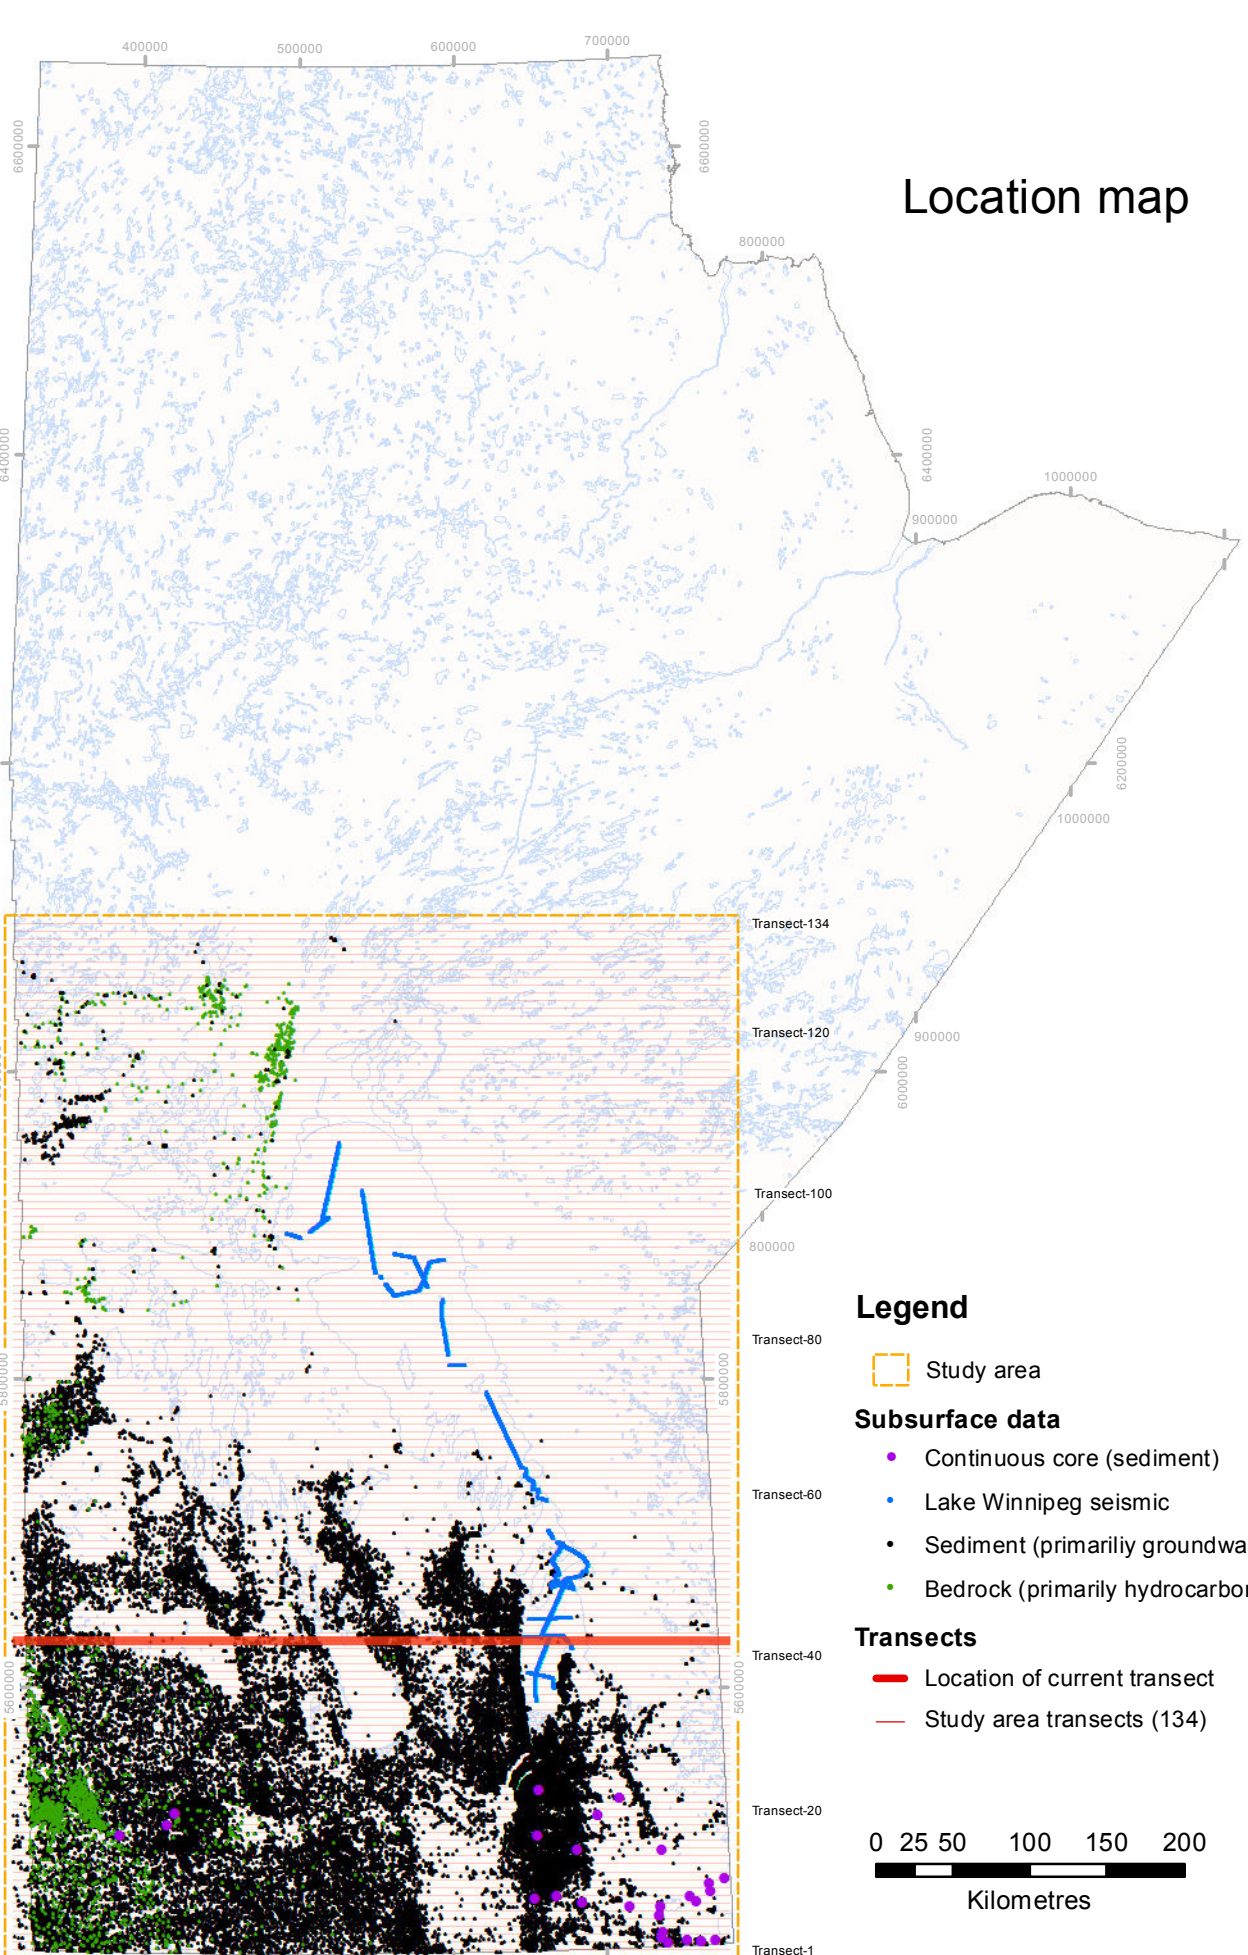 400000
500000
600000
700000
6600000
6600000
Location map
800000
6400000
6400000
1000000
900000
6200000
1000000
Transect-134
Transect-120
900000
6000000
Transect-100
800000
Legend
Transect-80
Study area
5800000
5800000
Subsurface data
Continuous core (sediment)
Transect-60
Lake Winnipeg seismic
Sediment (primariliy groundwa
Bedrock (primarily hydrocarbor
Transects
Transect-40
Location of current transect
5600000
5600000
Study area transects (134)
Transect-20
0 25 50 100 150 200
Kilometres
Transect-1